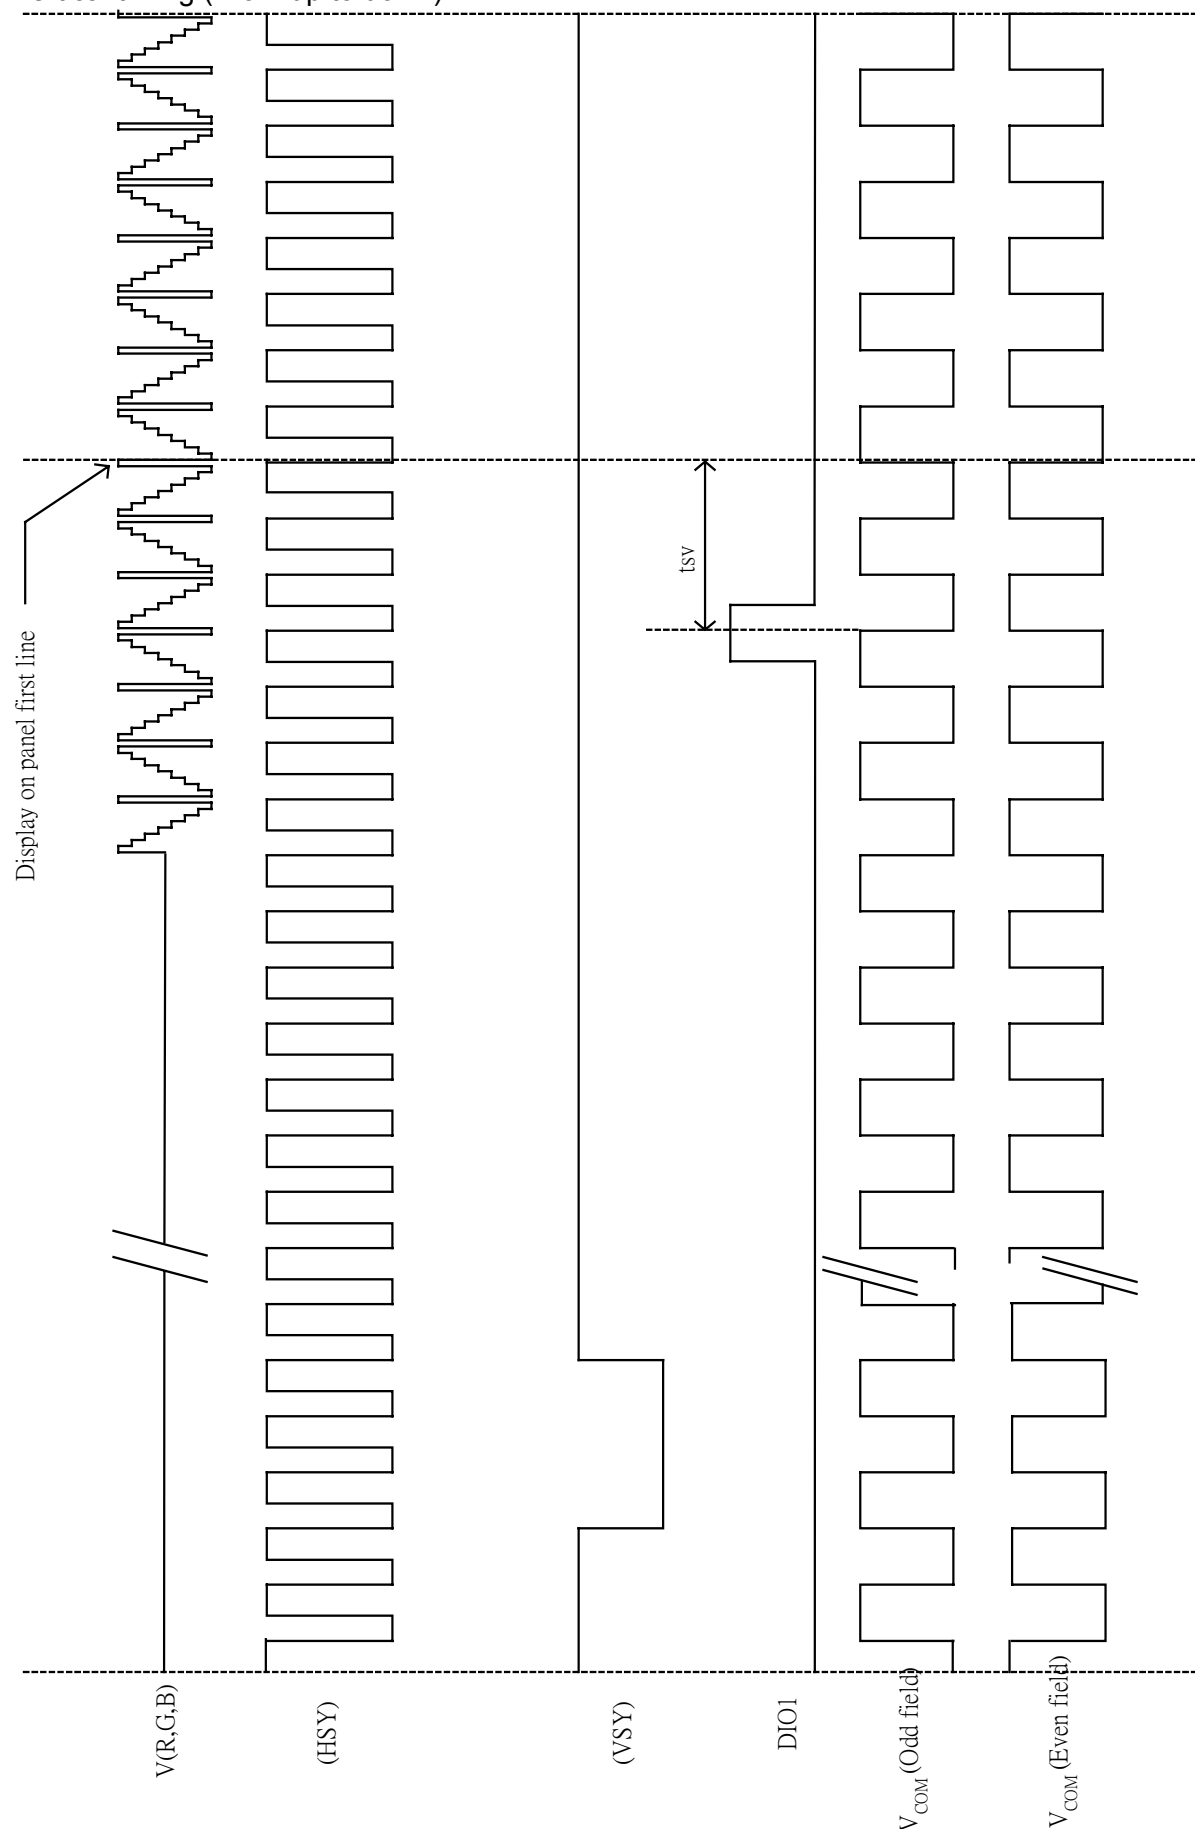 Display on panel first line
tsv
V(R,G,B)
(HSY)
(VSY)
DIO1
VCOM (Odd field)
VCOM (Even field)